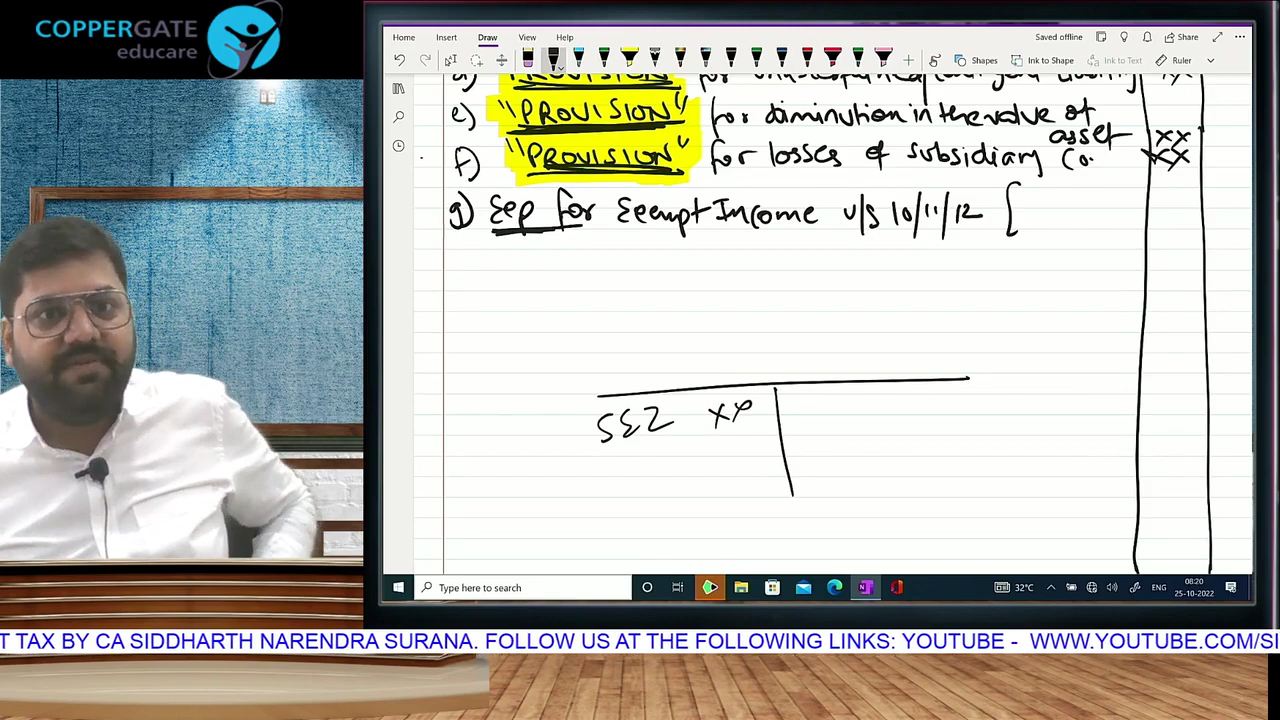 COPPERGATE
educare
Home Insert Draw View Help
Saved offline
Share
Shapes
Ink to Shape
Ink to Text
Math
Ruler
"PROVISION" for
e) "PROVISION" for diminution in the value of
asset xx
f) "PROVISION" for losses of subsidiary Co. xx
g) Exp for Exempt Income u/s 10/11/12 [
SEZ xx
Type here to search
32°C
ENG
08:20
25-10-2022
T TAX BY CA SIDDHARTH NARENDRA SURANA. FOLLOW US AT THE FOLLOWING LINKS: YOUTUBE - WWW.YOUTUBE.COM/SI